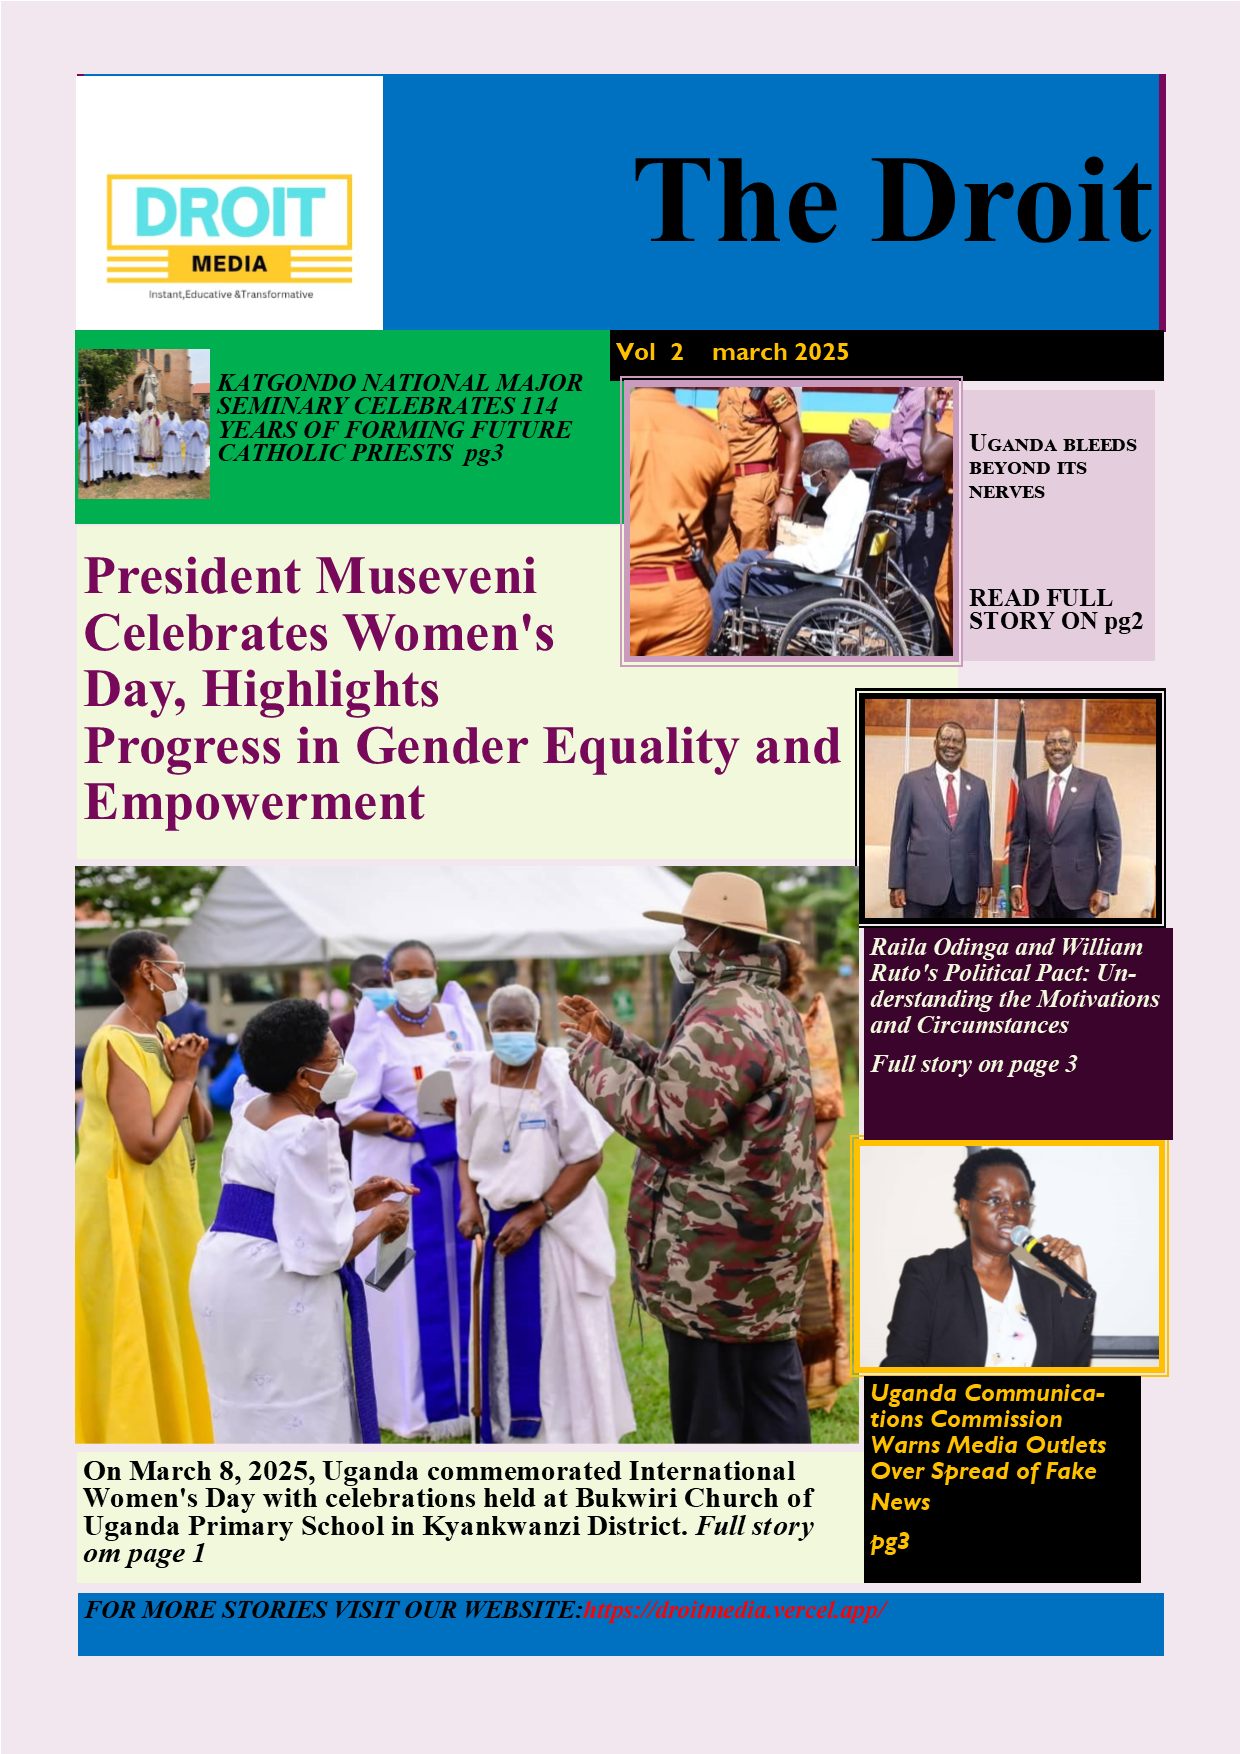 DROIT
MEDIA
Instant,Educative &Transformative
The Droit
Vol 2 march 2025
KATGONDO NATIONAL MAJOR
SEMINARY CELEBRATES 114
YEARS OF FORMING FUTURE
CATHOLIC PRIESTS pg3
UGANDA BLEEDS
BEYOND ITS
NERVES
READ FULL
STORY ON pg2
President Museveni
Celebrates Women's
Day, Highlights
Progress in Gender Equality and
Empowerment
Raila Odinga and William
Ruto's Political Pact: Un-
derstanding the Motivations
and Circumstances
Full story on page 3
Uganda Communica-
tions Commission
Warns Media Outlets
Over Spread of Fake
News
pg3
On March 8, 2025, Uganda commemorated International
Women's Day with celebrations held at Bukwiri Church of
Uganda Primary School in Kyankwanzi District. Full story
om page 1
FOR MORE STORIES VISIT OUR WEBSITE:https://droitmedia.vercel.app/